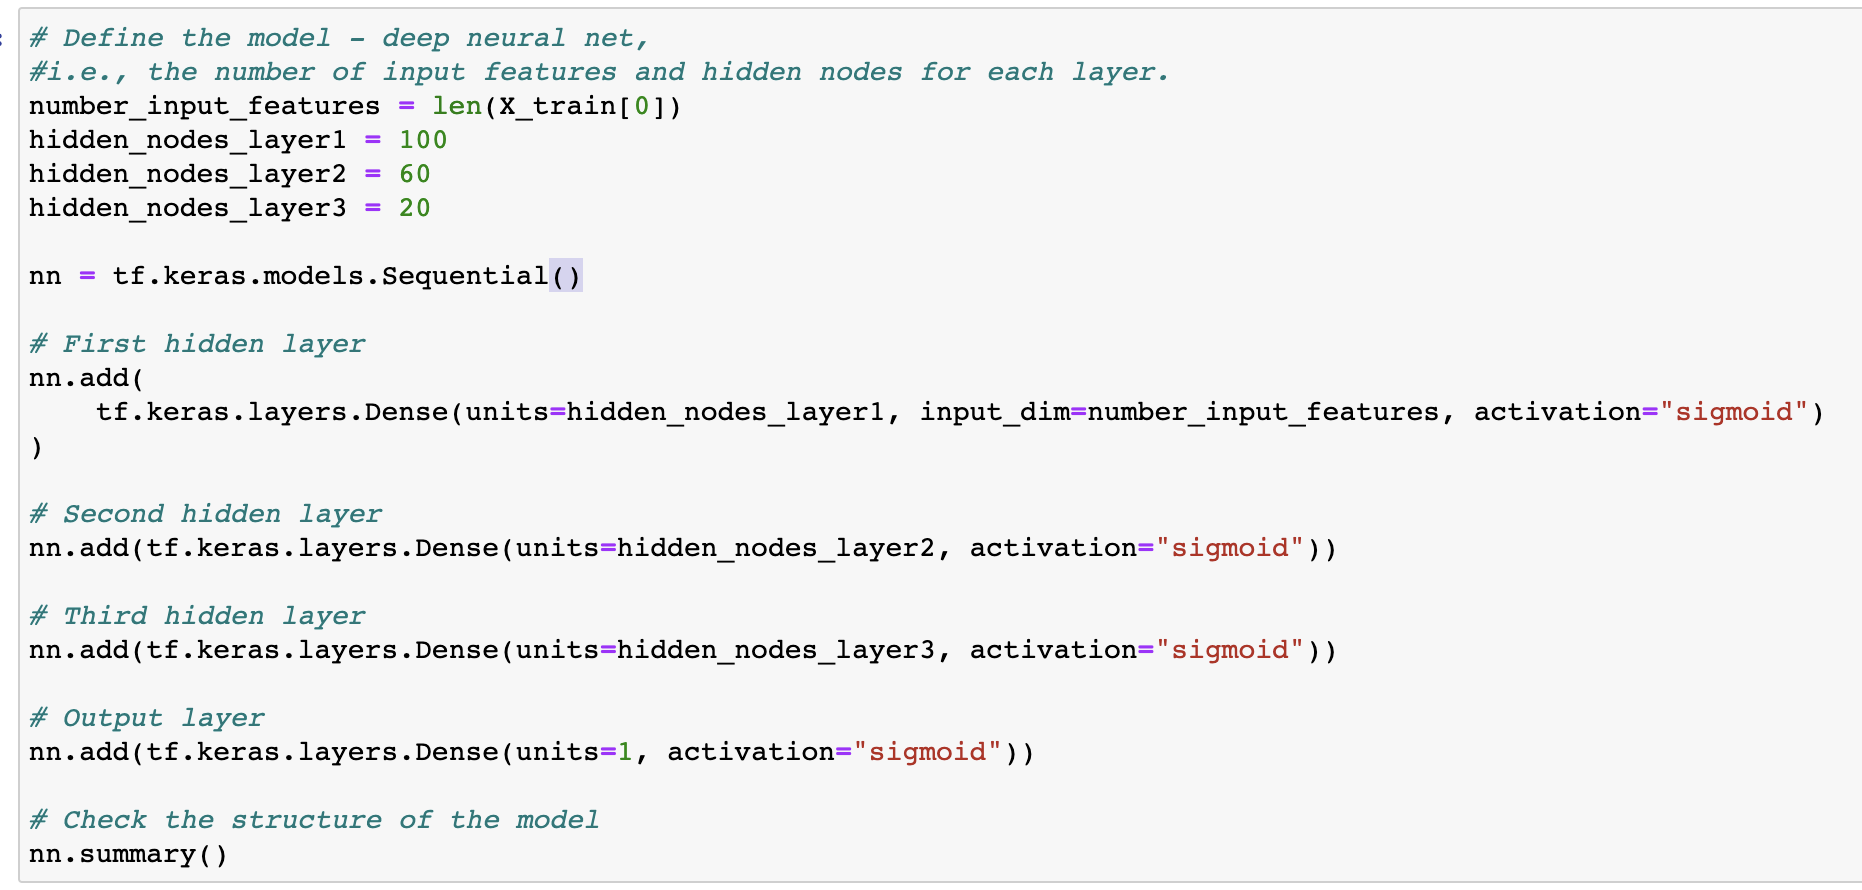 # Define the model - deep neural net,
#i.e., the number of input features and hidden nodes for each layer.
number_input_features = len(X_train[0])
hidden_nodes_layer1 = 100
hidden_nodes_layer2 = 60
hidden_nodes_layer3 = 20

nn = tf.keras.models.Sequential()

# First hidden layer
nn.add(
    tf.keras.layers.Dense(units=hidden_nodes_layer1, input_dim=number_input_features, activation="sigmoid")
)

# Second hidden layer
nn.add(tf.keras.layers.Dense(units=hidden_nodes_layer2, activation="sigmoid"))

# Third hidden layer
nn.add(tf.keras.layers.Dense(units=hidden_nodes_layer3, activation="sigmoid"))

# Output layer
nn.add(tf.keras.layers.Dense(units=1, activation="sigmoid"))

# Check the structure of the model
nn.summary()